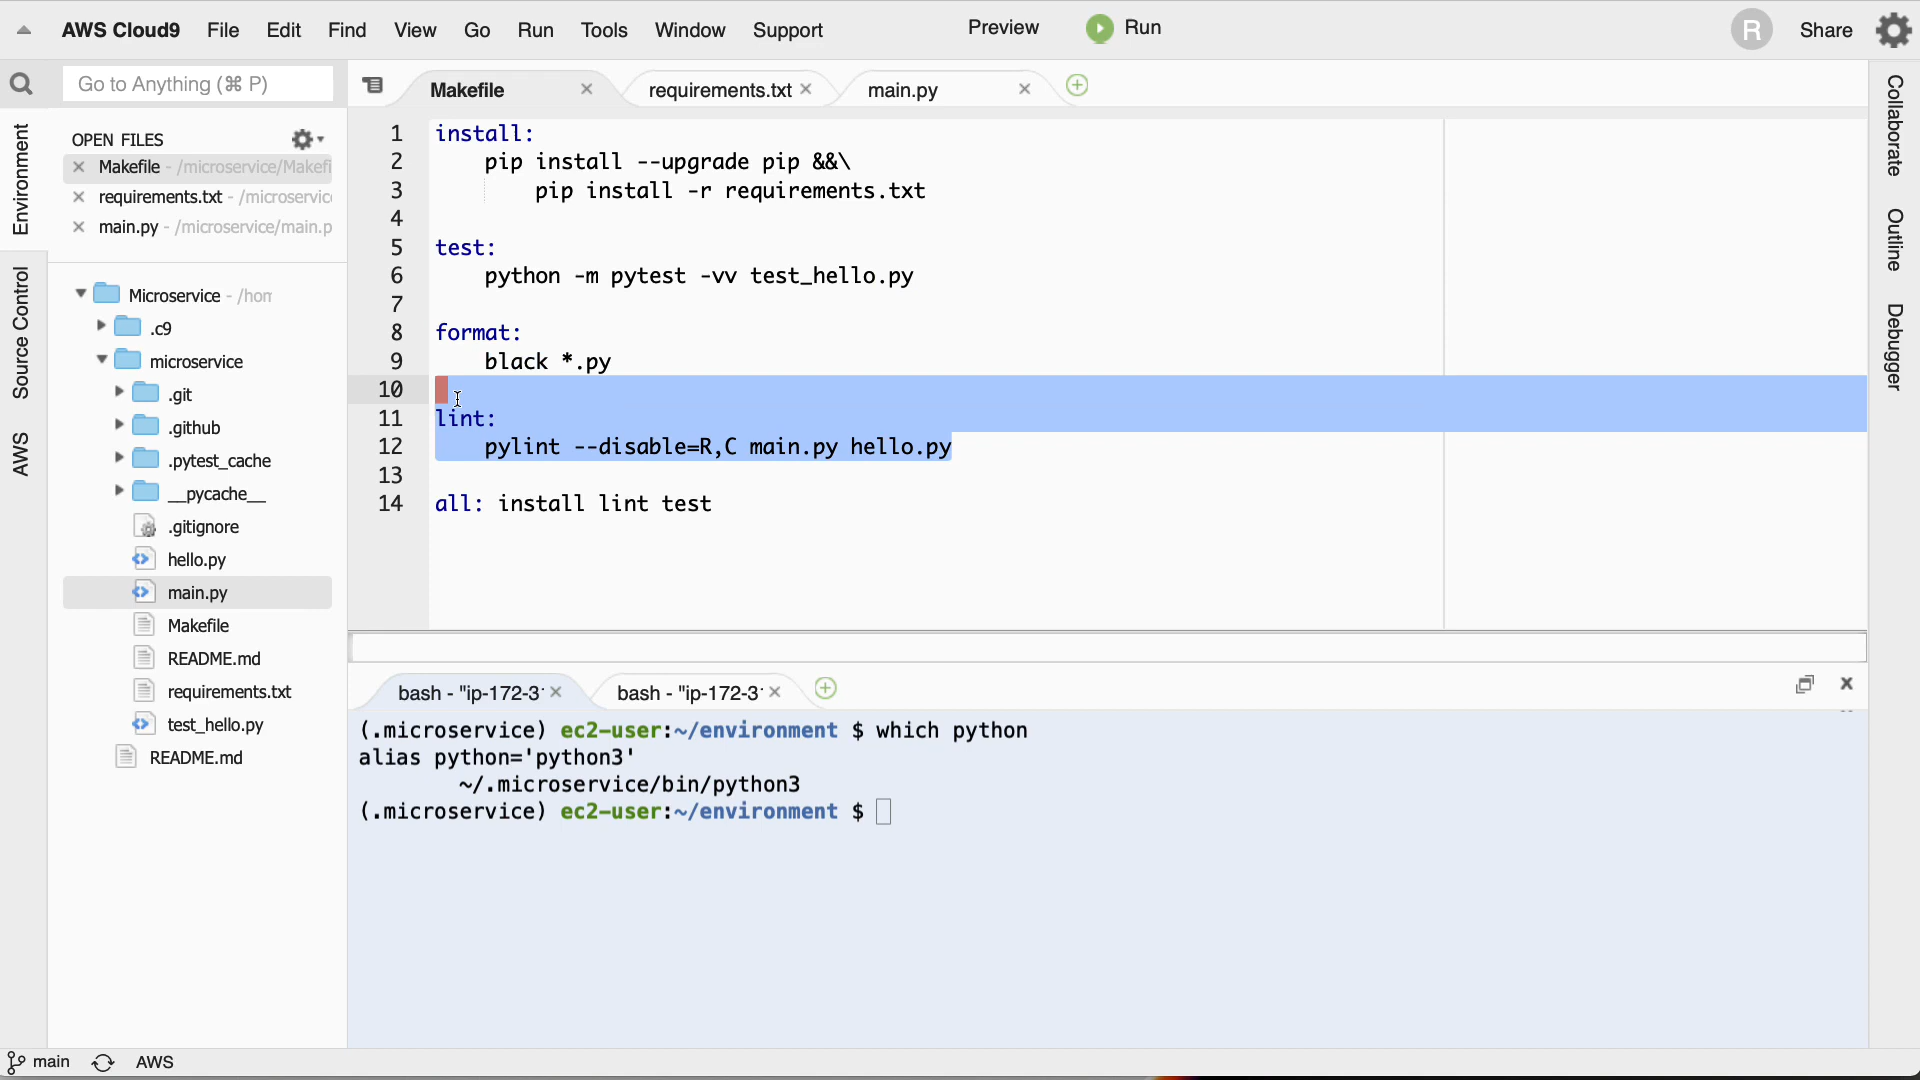 AWS Cloud9 File Edit Find View Go Run Tools Window Support Preview Run R Share
Go to Anything (⌘ P)
Makefile
requirements.txt
main.py
Environment
Source Control
AWS
Collaborate
Outline
Debugger
OPEN FILES
Makefile - /microservice/Makefi
requirements.txt - /microservic
main.py - /microservice/main.p
Microservice - /hom
.c9
microservice
.git
.github
.pytest_cache
__pycache__
.gitignore
hello.py
main.py
Makefile
README.md
requirements.txt
test_hello.py
README.md
1 install:
2 pip install --upgrade pip &&\
3 pip install -r requirements.txt
4
5 test:
6 python -m pytest -vv test_hello.py
7
8 format:
9 black *.py
10
11 lint:
12 pylint --disable=R,C main.py hello.py
13
14 all: install lint test
bash - "ip-172-3
bash - "ip-172-3
(.microservice) ec2-user:~/environment $ which python
alias python='python3'
~/.microservice/bin/python3
(.microservice) ec2-user:~/environment $
main AWS